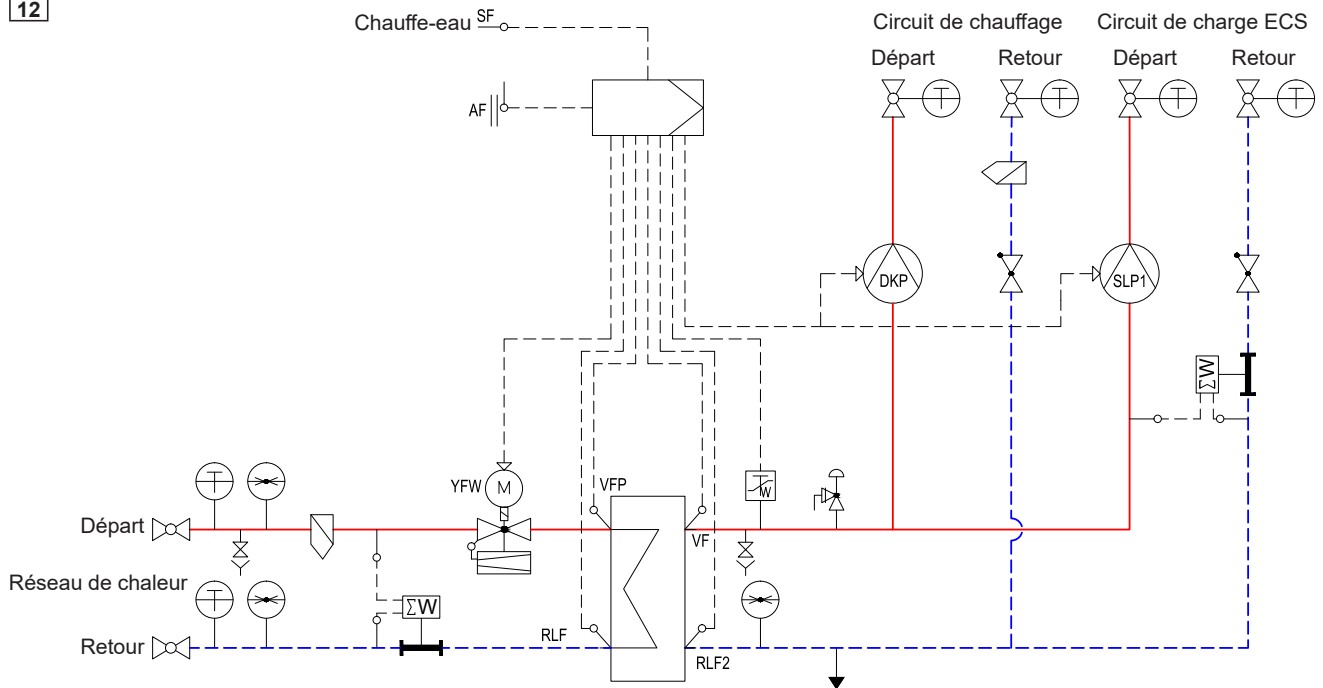 12
Chauffe-eau SF
Circuit de chauffage
Circuit de charge ECS
Départ
Retour
Départ
Retour
T
T
T
T
AF
DKP
SLP1
ΣW
T
YFW
M
VFP
W
Départ
VF
Réseau de chaleur
T
ΣW
Retour
RLF
RLF2